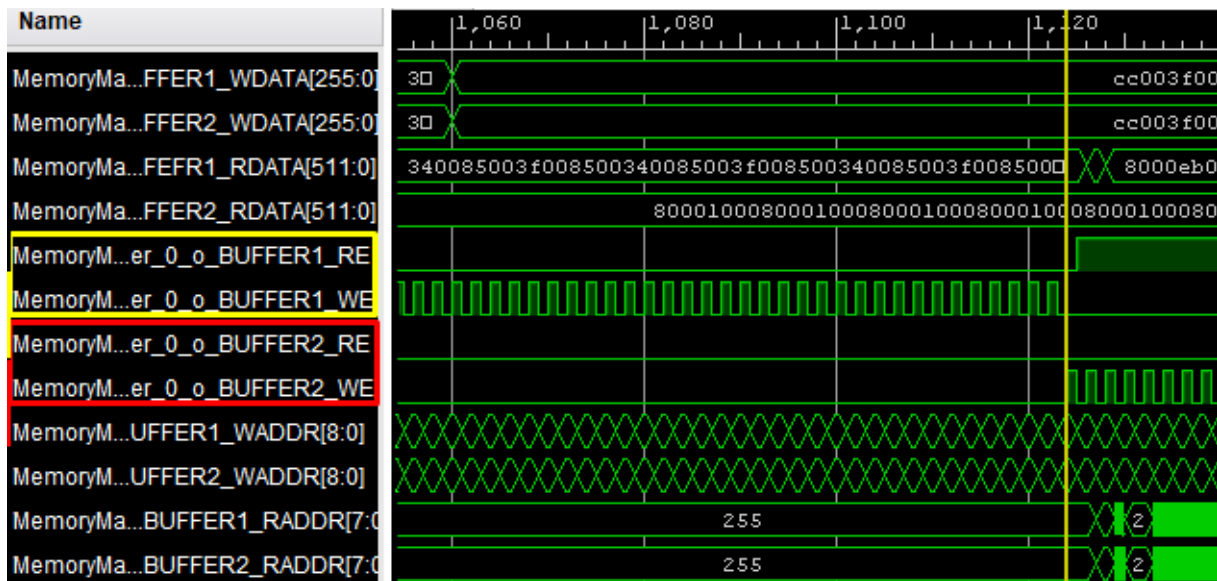 Name
1,060 1,080 1,100 1,120
MemoryMa...FFER1_WDATA[255:0] 3 cc003f00
MemoryMa...FFER2_WDATA[255:0] 3 cc003f00
MemoryMa...FEFR1_RDATA[511:0] 340085003f008500340085003f008500340085003f008500 8000eb0
MemoryMa...FFER2_RDATA[511:0] 80001000800010008000100080001000800010008
MemoryM...er_0_o_BUFFER1_RE
MemoryM...er_0_o_BUFFER1_WE
MemoryM...er_0_o_BUFFER2_RE
MemoryM...er_0_o_BUFFER2_WE
MemoryM...UFFER1_WADDR[8:0]
MemoryM...UFFER2_WADDR[8:0]
MemoryMa...BUFFER1_RADDR[7:0 255 2
MemoryMa...BUFFER2_RADDR[7:0 255 2